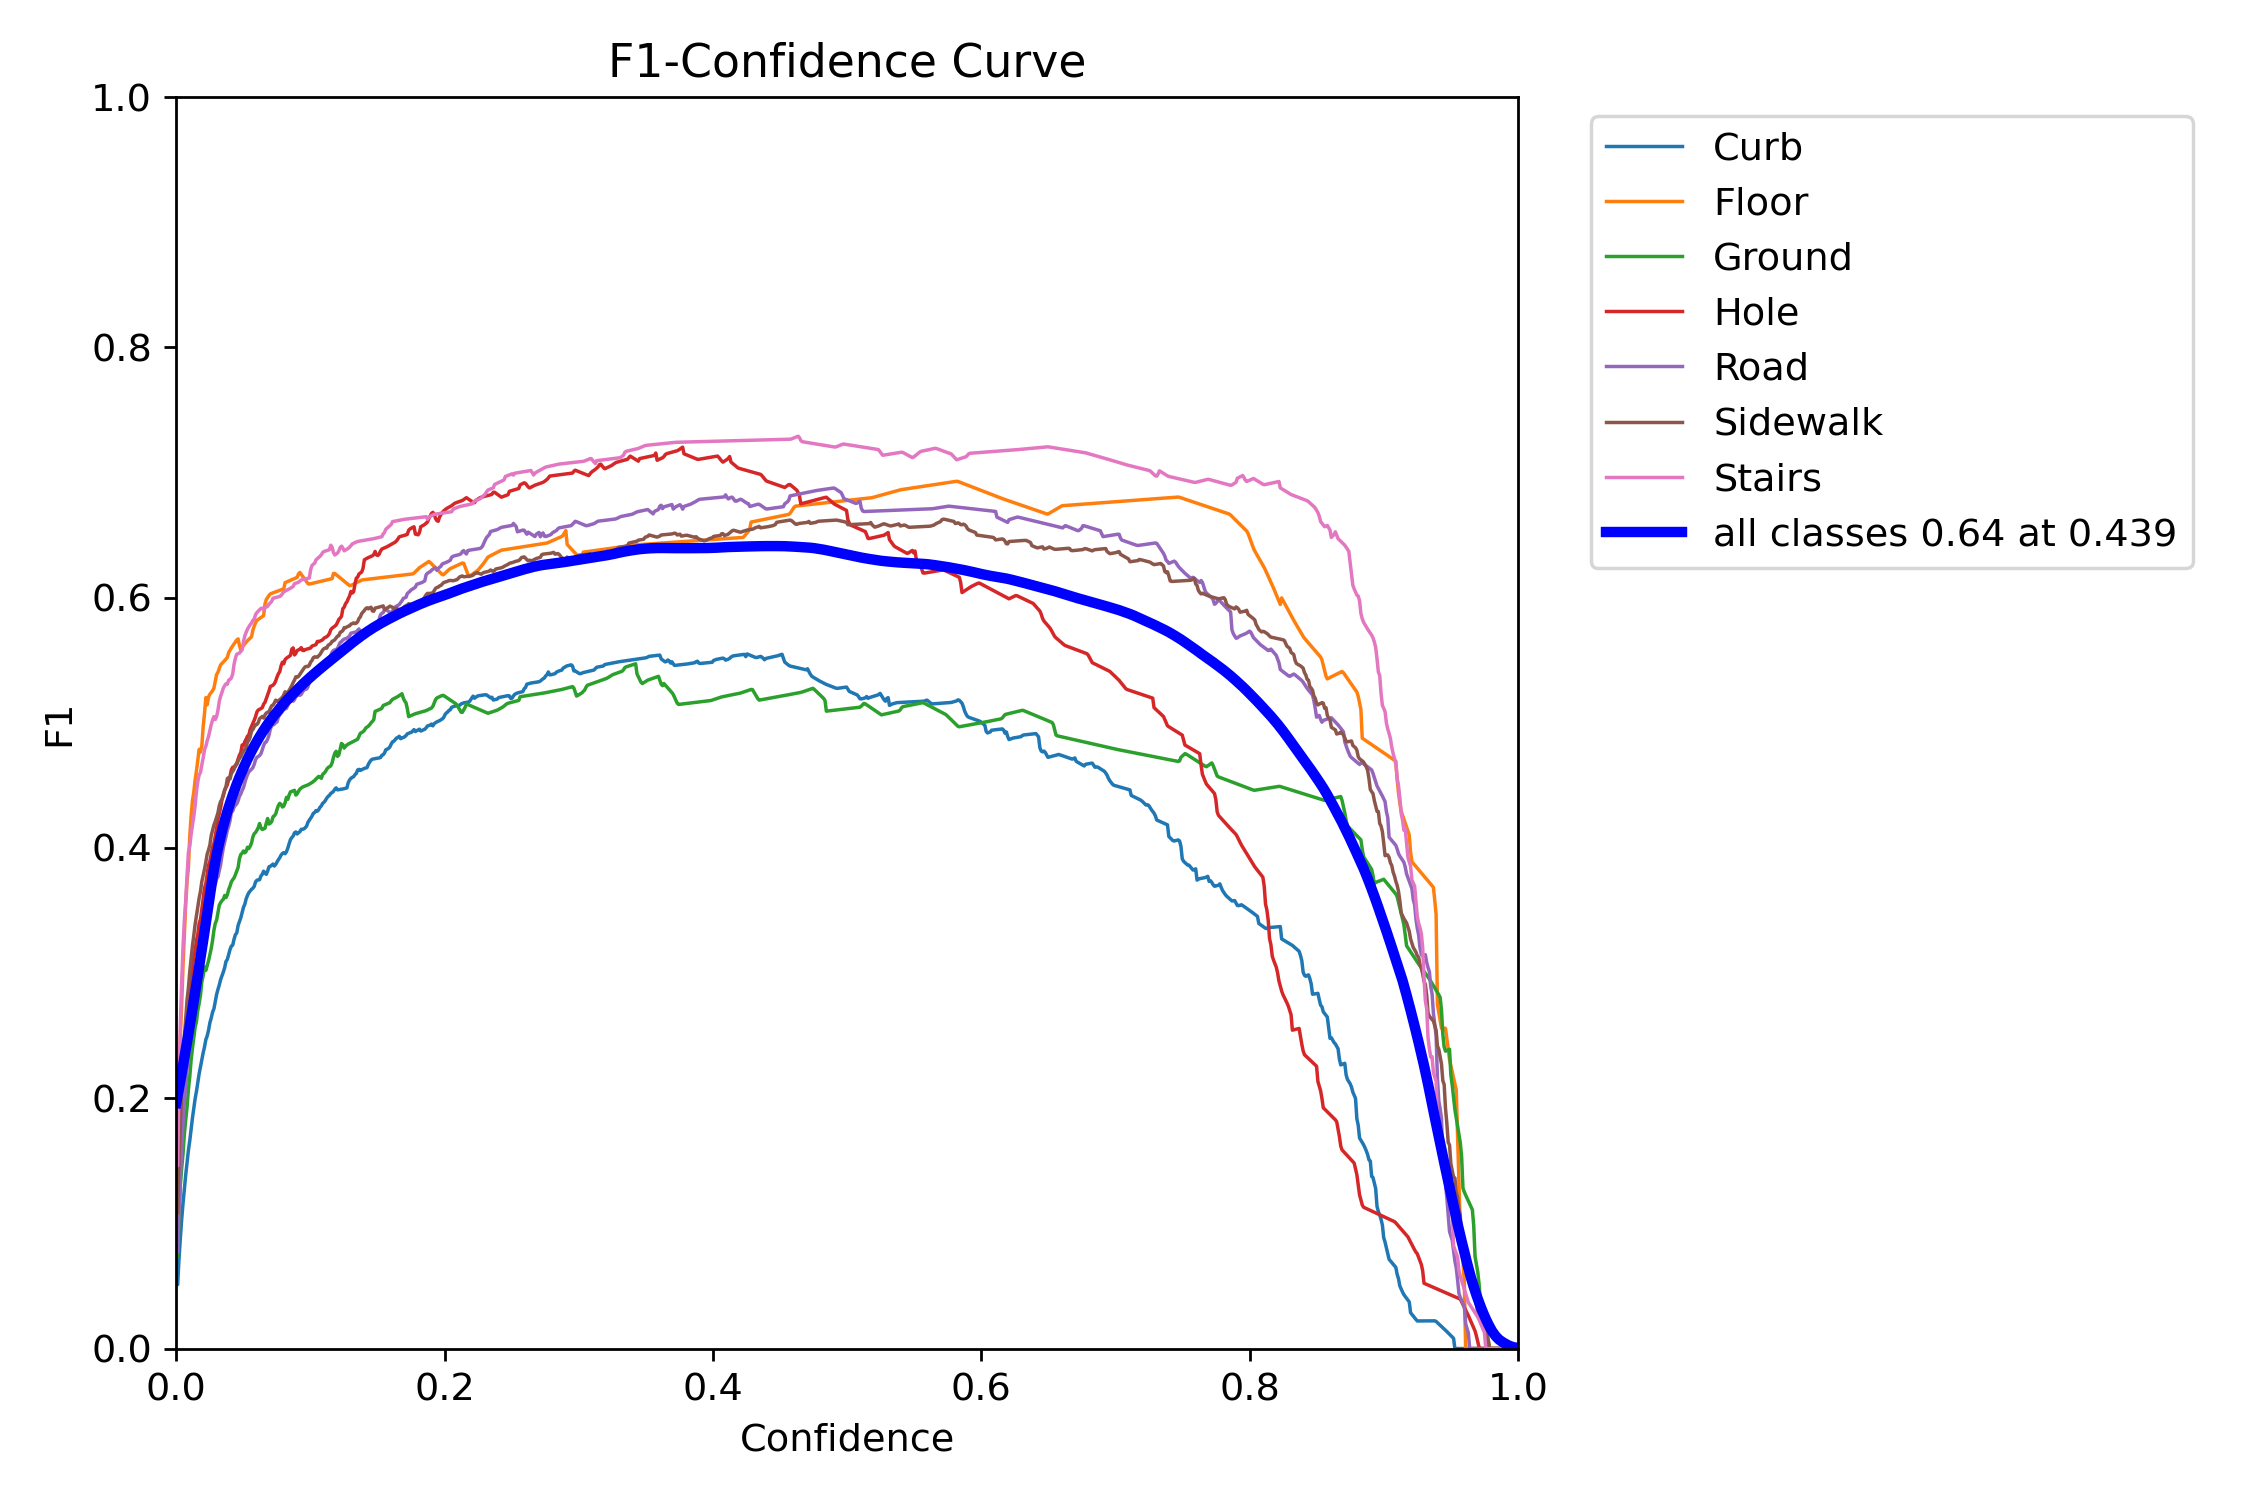 F1-Confidence Curve
1.0
0.8
0.6
0.4
0.2
0.0
F1
0.0 0.2 0.4 0.6 0.8 1.0
Confidence
Curb
Floor
Ground
Hole
Road
Sidewalk
Stairs
all classes 0.64 at 0.439